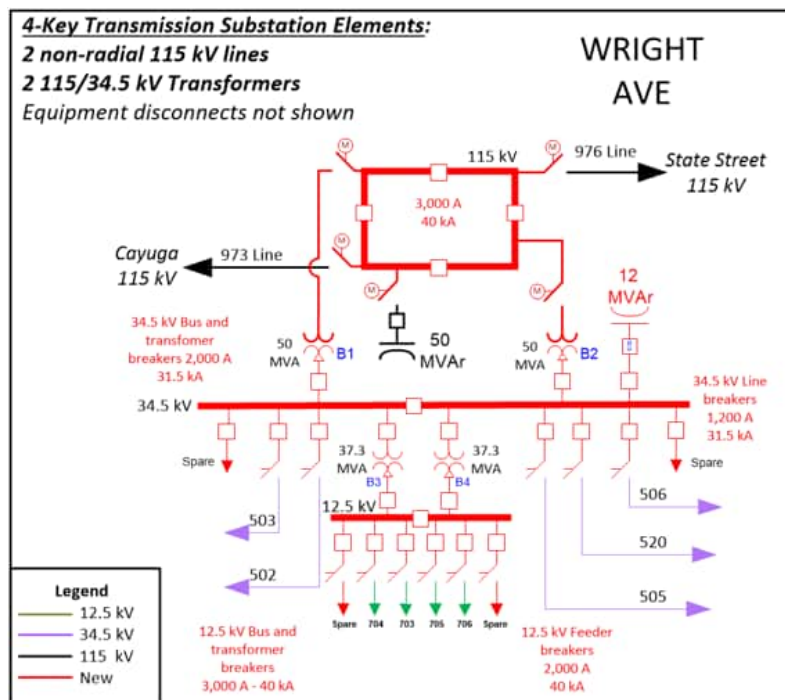 4-Key Transmission Substation Elements:
2 non-radial 115 kV lines
2 115/34.5 kV Transformers
Equipment disconnects not shown
WRIGHT
AVE
M
115 kV
M
976 Line
State Street
115 kV
3,000 A
40 kA
Cayuga
115 kV
973 Line
M
M
M
12
MVAr
34.5 kV Bus and
transfomer
breakers 2,000 A
31.5 kA
50
MVA
B1
50
MVAr
50
MVA
B2
34.5 kV
34.5 kV Line
breakers
1,200 A
31.5 kA
Spare
37.3
MVA
B3
37.3
MVA
B4
Spare
12.5 kV
503
502
506
520
505
Spare
704
703
705
706
Spare
Legend
12.5 kV
34.5 kV
115 kV
New
12.5 kV Bus and
transformer
breakers
3,000 A - 40 kA
12.5 kV Feeder
breakers
2,000 A
40 kA